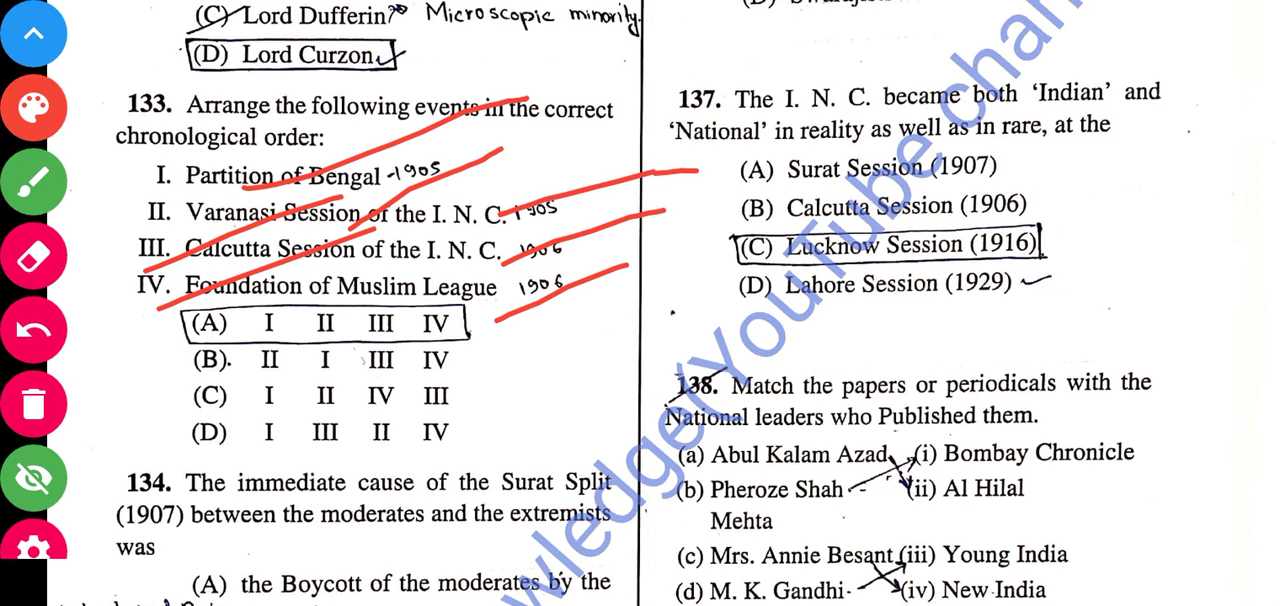 (C) Lord Dufferin Microscopic minority.
(D) Lord Curzon
133. Arrange the following events in the correct
chronological order:
I. Partition of Bengal -1905
II. Varanasi Session of the I. N. C. 1905
III. Calcutta Session of the I. N. C. 1906
IV. Foundation of Muslim League 1906
(A) I II III IV
(B). II I III IV
(C) I II IV III
(D) I III II IV
134. The immediate cause of the Surat Split
(1907) between the moderates and the extremists
was
(A) the Boycott of the moderates by the
137. The I. N. C. became both ‘Indian’ and
‘National’ in reality as well as in rare, at the
(A) Surat Session (1907)
(B) Calcutta Session (1906)
(C) Lucknow Session (1916)
(D) Lahore Session (1929)
138. Match the papers or periodicals with the
National leaders who Published them.
(a) Abul Kalam Azad (i) Bombay Chronicle
(b) Pheroze Shah (ii) Al Hilal
Mehta
(c) Mrs. Annie Besant (iii) Young India
(d) M. K. Gandhi (iv) New India
wledge(YouTube chan